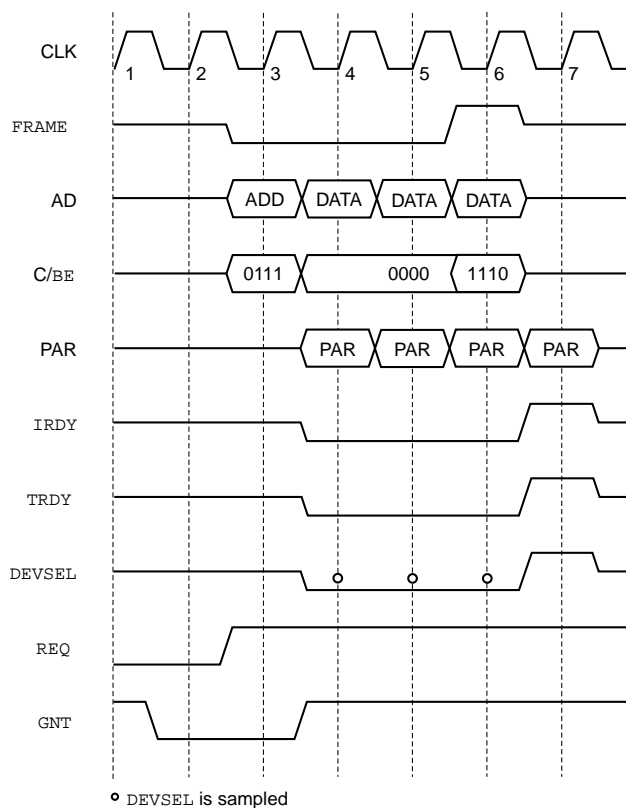 CLK
1 2 3 4 5 6 7
FRAME
AD
ADD DATA DATA DATA
C/BE
0111 0000 1110
PAR
PAR PAR PAR PAR
IRDY
TRDY
DEVSEL
REQ
GNT
DEVSEL is sampled